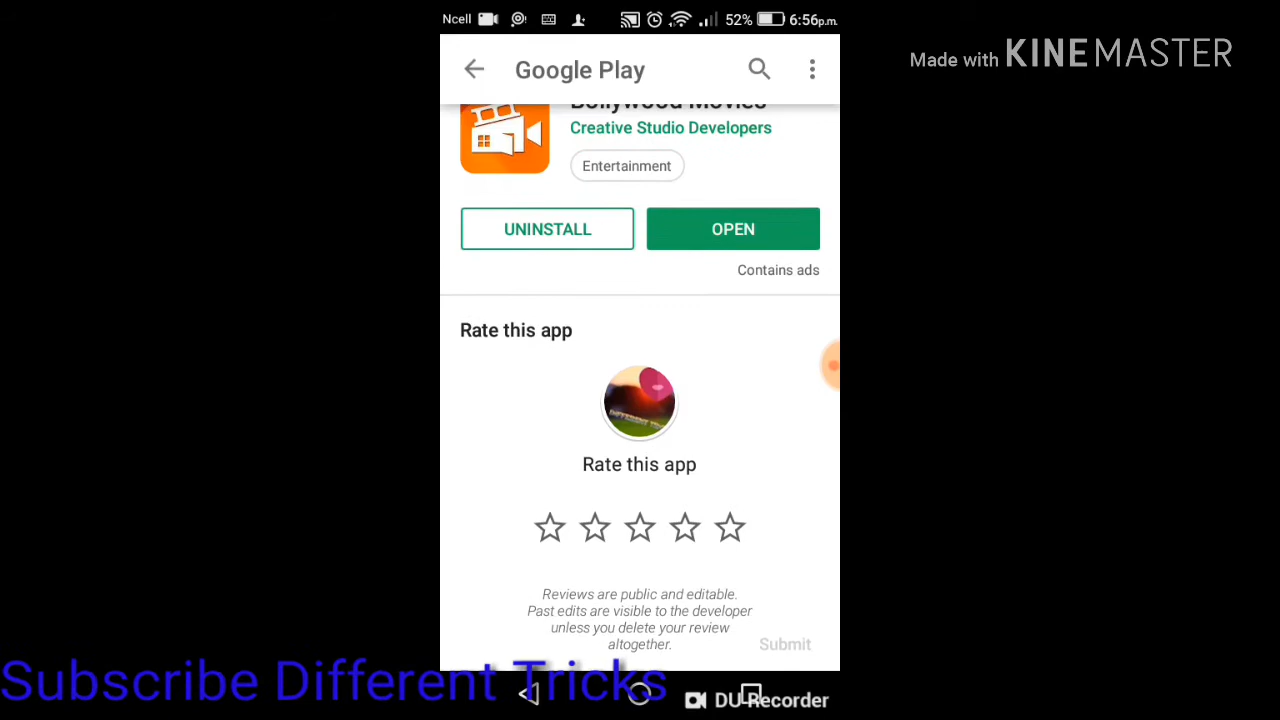 Ncell 52% 6:56p.m.
Made with KINEMASTER
Google Play
Bollywood Movies
Creative Studio Developers
Entertainment
UNINSTALL OPEN
Contains ads
Rate this app
Rate this app
Reviews are public and editable.
Past edits are visible to the developer
unless you delete your review
altogether.
Submit
Subscribe Different Tricks
DU Recorder